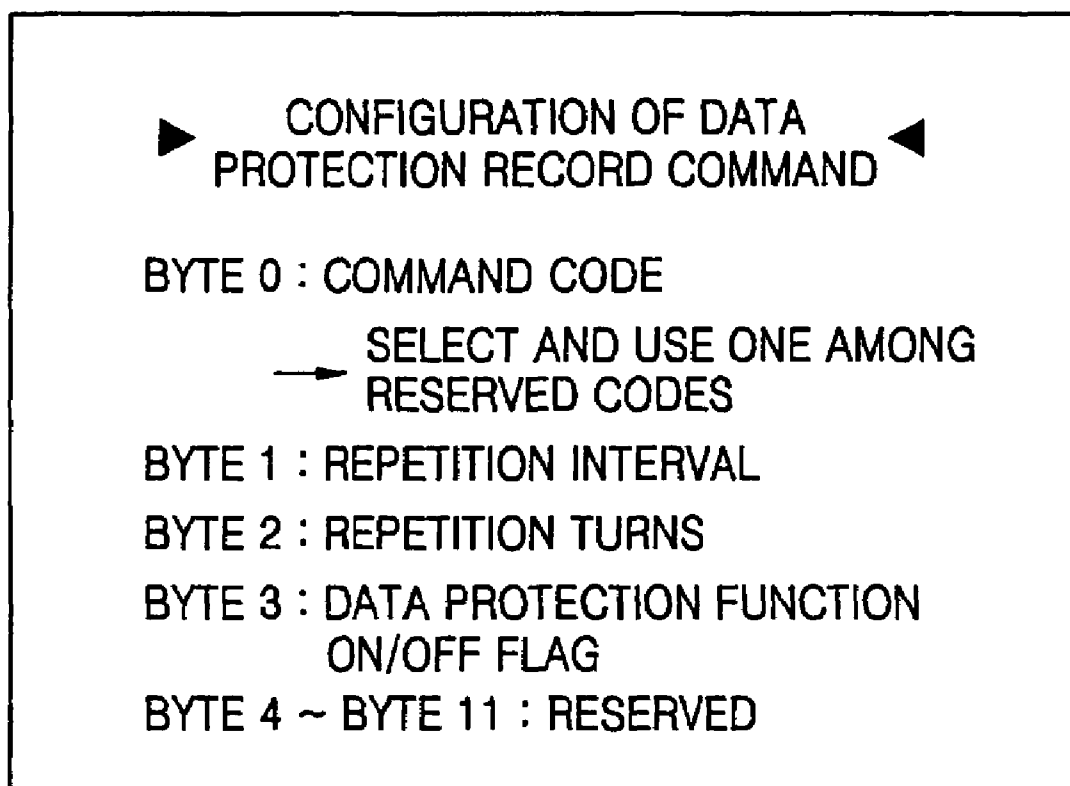 ► CONFIGURATION OF DATA ◄
PROTECTION RECORD COMMAND
BYTE 0 : COMMAND CODE
→ SELECT AND USE ONE AMONG
RESERVED CODES
BYTE 1 : REPETITION INTERVAL
BYTE 2 : REPETITION TURNS
BYTE 3 : DATA PROTECTION FUNCTION
ON/OFF FLAG
BYTE 4 ~ BYTE 11 : RESERVED